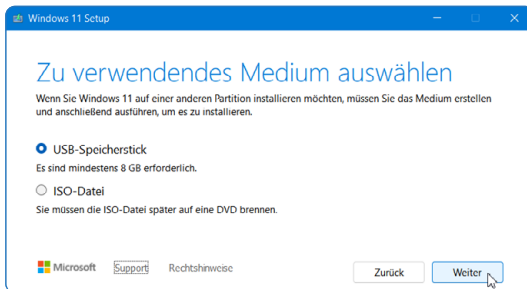 Windows 11 Setup
Zu verwendendes Medium auswählen
Wenn Sie Windows 11 auf einer anderen Partition installieren möchten, müssen Sie das Medium erstellen
und anschließend ausführen, um es zu installieren.
USB-Speicherstick
Es sind mindestens 8 GB erforderlich.
ISO-Datei
Sie müssen die ISO-Datei später auf eine DVD brennen.
Microsoft Support Rechtshinweise Zurück Weiter